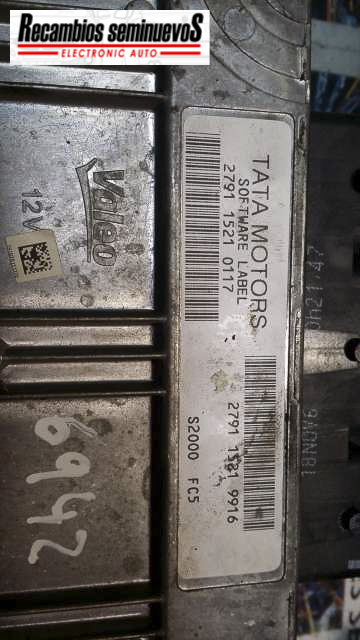 Recambios seminuevoS
ELECTRONIC AUTO
TATA MOTORS
SOFTWARE LABEL
2791 1521 0117
2791 1521 9916
S2000 FC5
Valeo
12V
6942